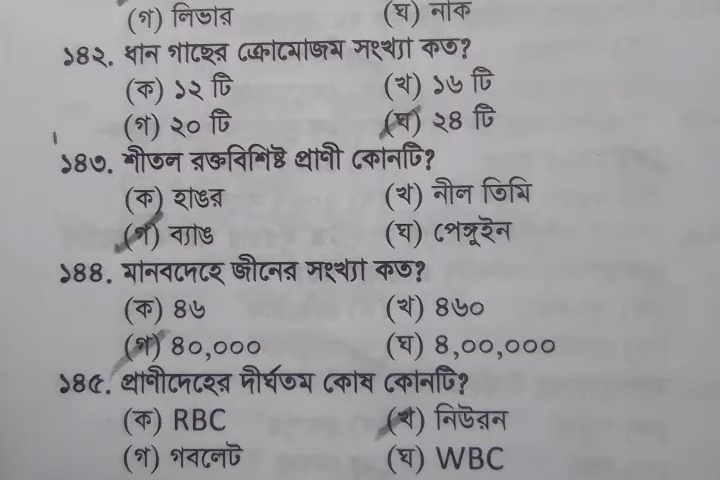 (গ) লিভার (ঘ) নাক
১৪২. ধান গাছের ক্রোমোজম সংখ্যা কত?
(ক) ১২ টি (খ) ১৬ টি
(গ) ২০ টি (ঘ) ২৪ টি
১৪৩. শীতল রক্তবিশিষ্ট প্রাণী কোনটি?
(ক) হাঙর (খ) নীল তিমি
(গ) ব্যাঙ (ঘ) পেঙ্গুইন
১৪৪. মানবদেহে জীনের সংখ্যা কত?
(ক) ৪৬ (খ) ৪৬০
(গ) ৪০,০০০ (ঘ) ৪,০০,০০০
১৪৫. প্রাণীদেহের দীর্ঘতম কোষ কোনটি?
(ক) RBC (খ) নিউরন
(গ) গবলেট (ঘ) WBC